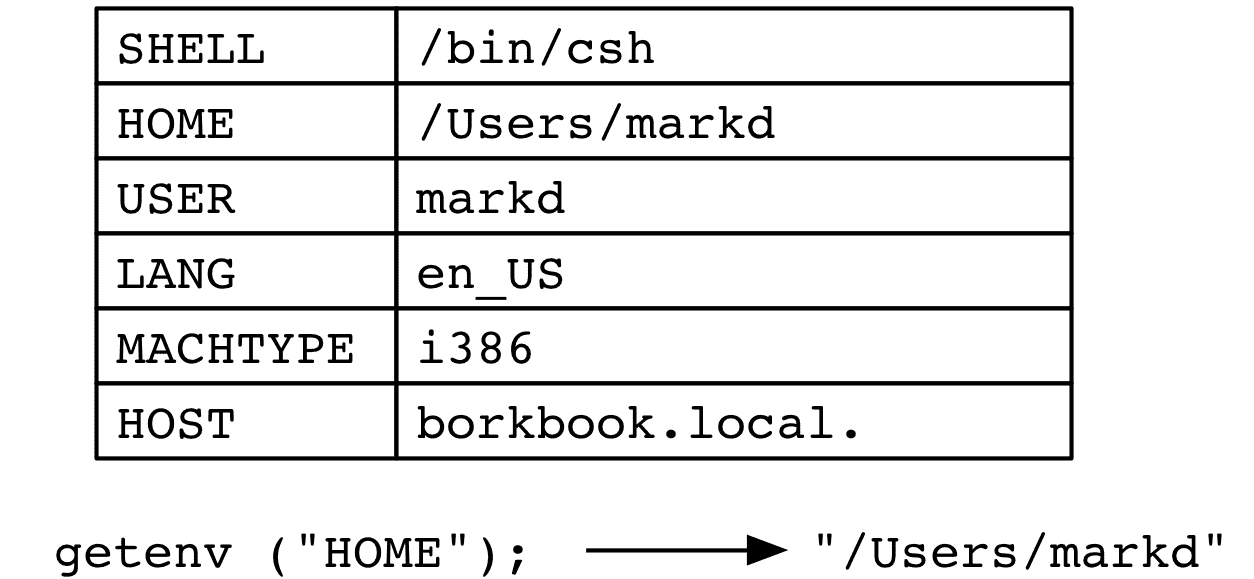 SHELL /bin/csh
HOME /Users/markd
USER markd
LANG en_US
MACHTYPE i386
HOST borkbook.local.
getenv ("HOME"); "/Users/markd"